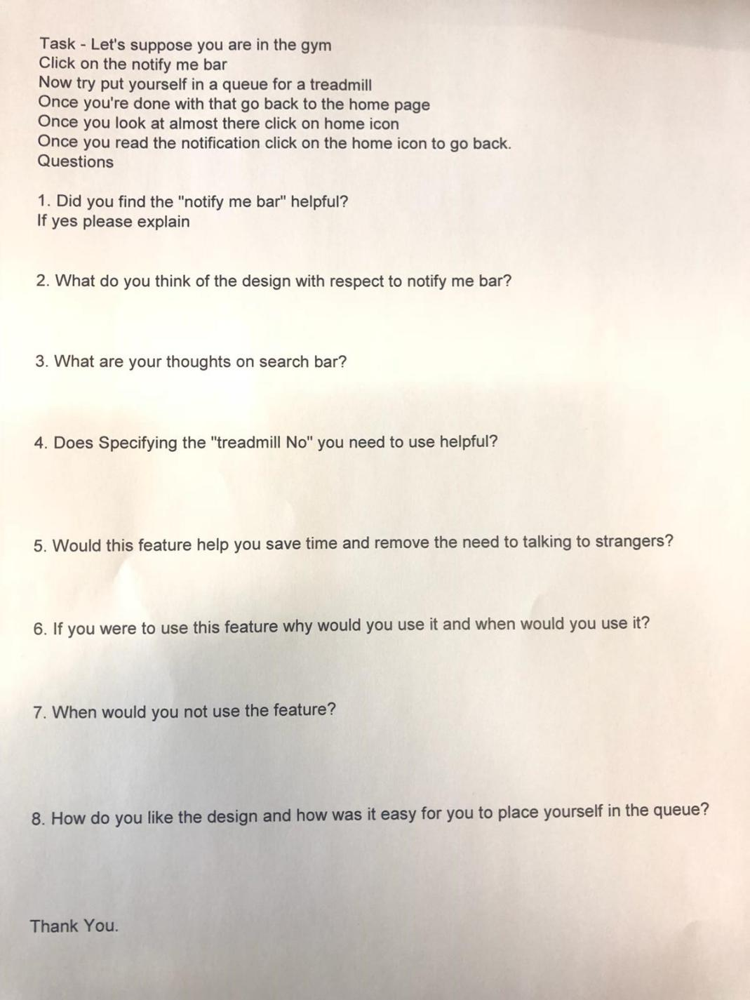 Task - Let's suppose you are in the gym
Click on the notify me bar
Now try put yourself in a queue for a treadmill
Once you're done with that go back to the home page
Once you look at almost there click on home icon
Once you read the notification click on the home icon to go back.
Questions
1. Did you find the "notify me bar" helpful?
If yes please explain
2. What do you think of the design with respect to notify me bar?
3. What are your thoughts on search bar?
4. Does Specifying the "treadmill No" you need to use helpful?
5. Would this feature help you save time and remove the need to talking to strangers?
6. If you were to use this feature why would you use it and when would you use it?
7. When would you not use the feature?
8. How do you like the design and how was it easy for you to place yourself in the queue?
Thank You.